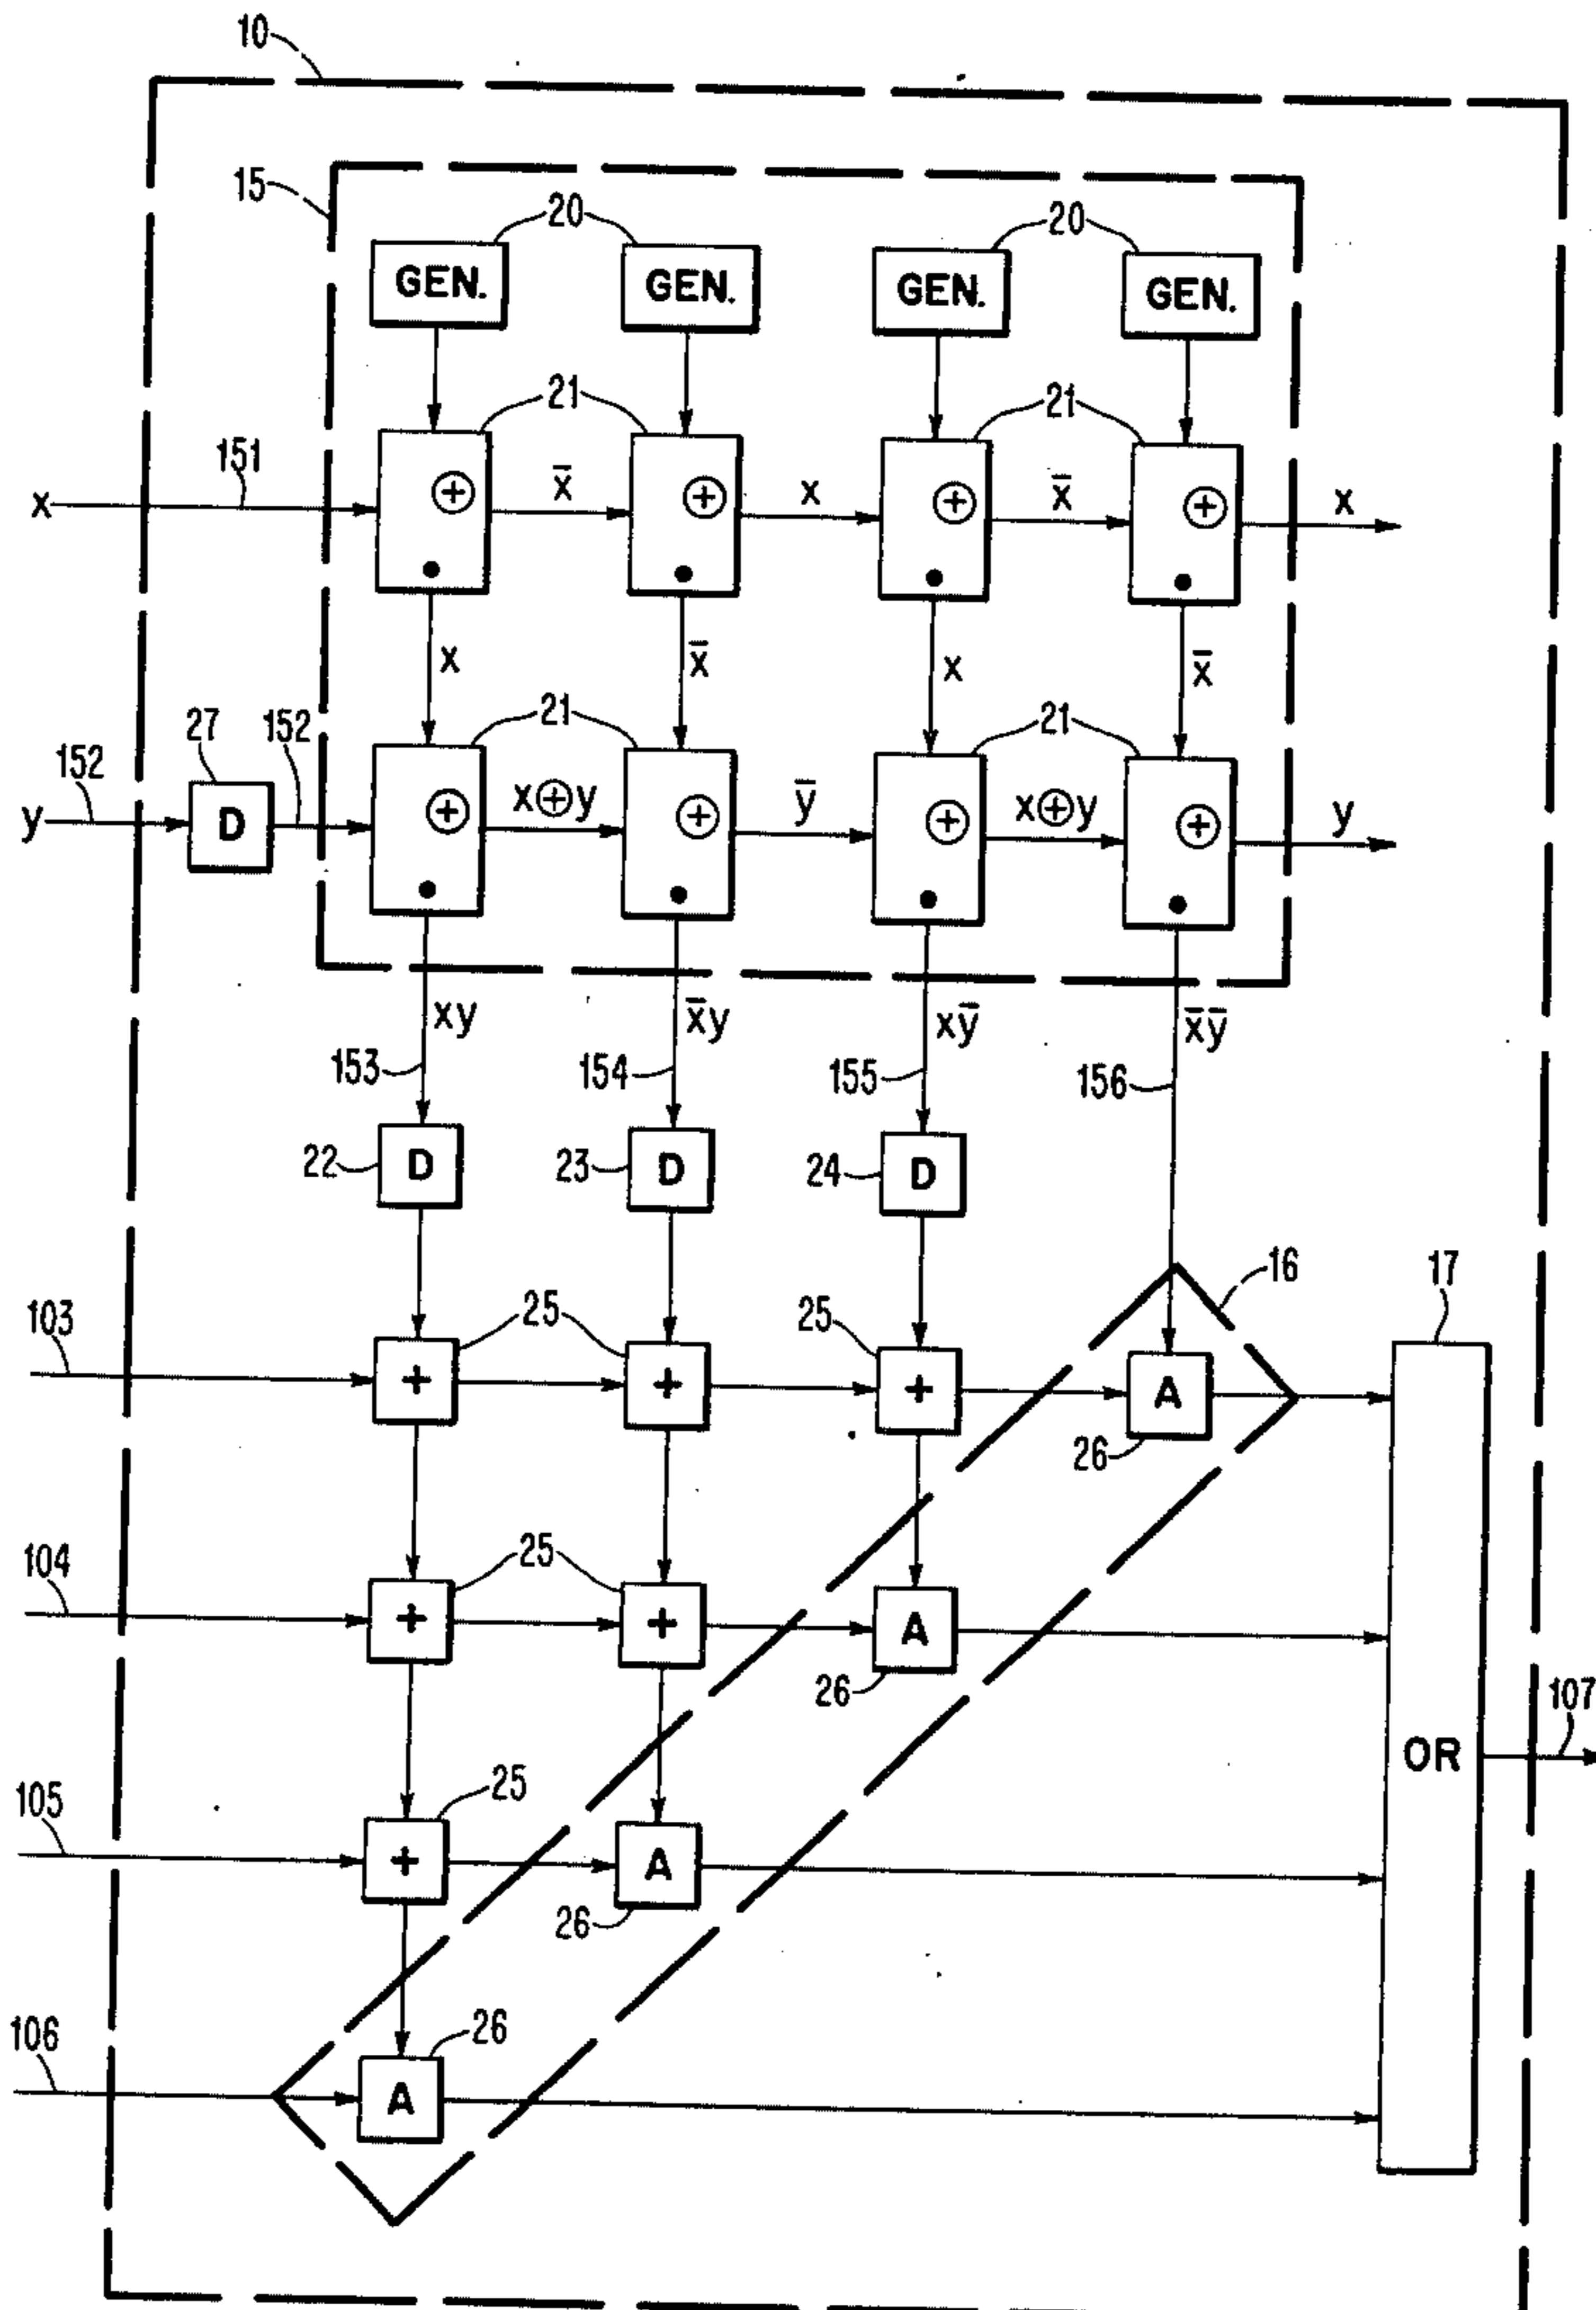 10
15
20 20
GEN. GEN. GEN. GEN.
21 21
151
x ⊕ x̄ ⊕ x ⊕ x̄ ⊕ x
x x̄ x x̄
27 152 21 21
152
y D ⊕ x⊕y ⊕ ȳ ⊕ x⊕y ⊕ y
xy x̄y xȳ x̄ȳ
153 154 155 156
22 D 23 D 24 D
16 17
103 25 25
+ + + A
26
104 25
+ + A
26
107
OR
105 25
+ A
26
106 26
A